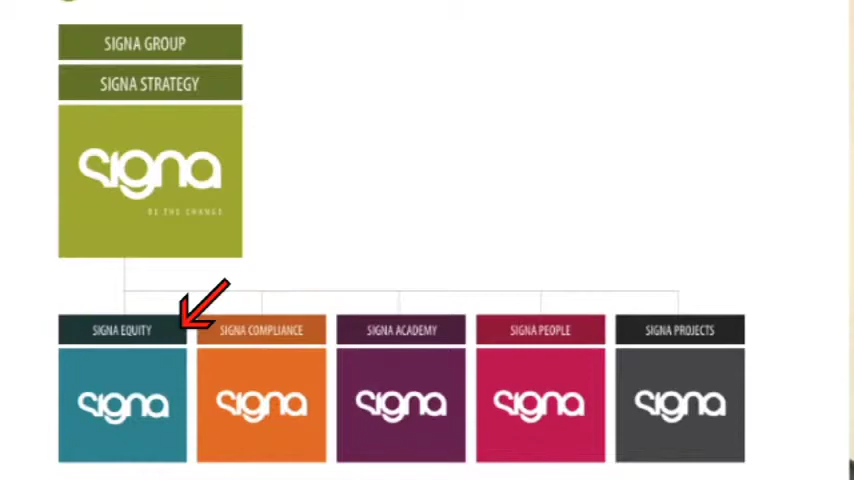 SIGNA GROUP
SIGNA STRATEGY
signa
BE THE CHANGE
SIGNA EQUITY
SIGNA COMPLIANCE
SIGNA ACADEMY
SIGNA PEOPLE
SIGNA PROJECTS
signa
signa
signa
signa
signa